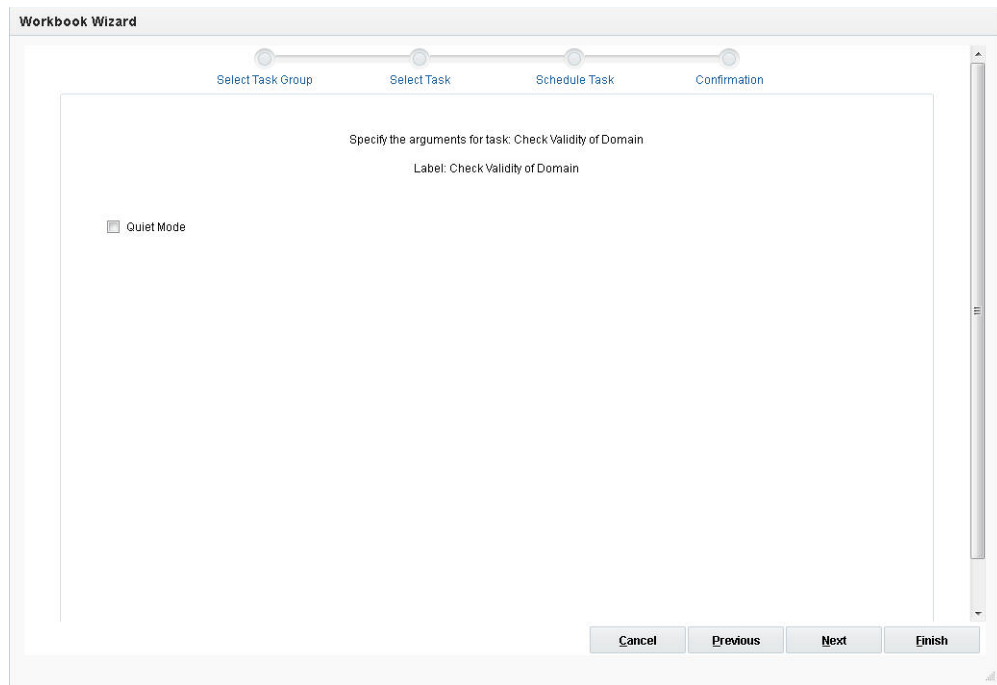 Workbook Wizard
Select Task Group
Select Task
Schedule Task
Confirmation
Specify the arguments for task: Check Validity of Domain
Label: Check Validity of Domain
Quiet Mode
Cancel
Previous
Next
Finish